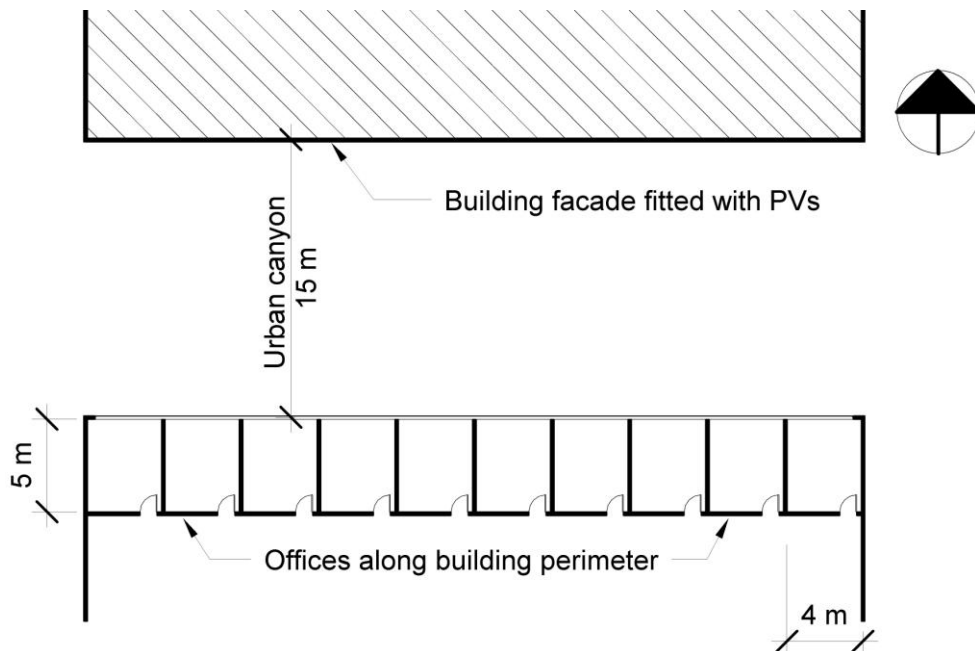 Building facade fitted with PVs
Urban canyon
15 m
5 m
Offices along building perimeter
4 m